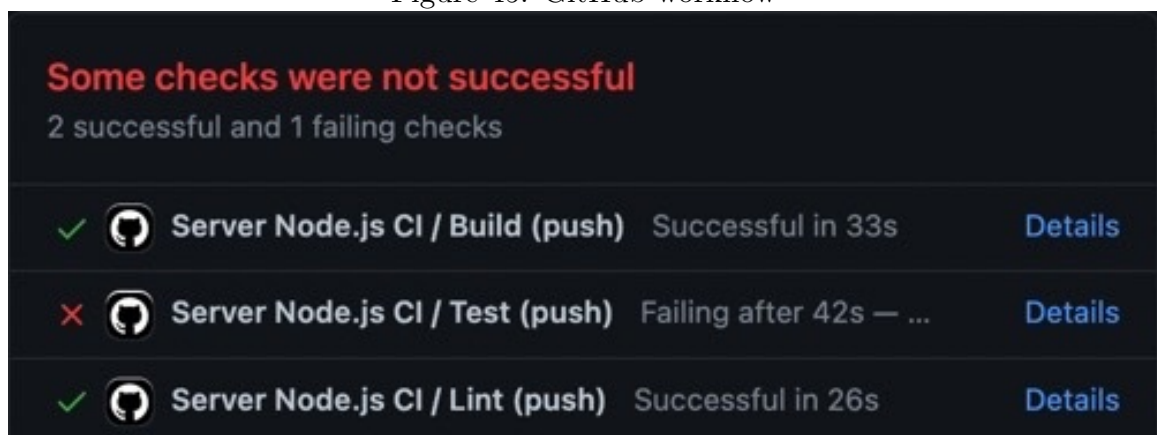 Some checks were not successful
2 successful and 1 failing checks
Server Node.js CI / Build (push) Successful in 33s Details
Server Node.js CI / Test (push) Failing after 42s — ... Details
Server Node.js CI / Lint (push) Successful in 26s Details